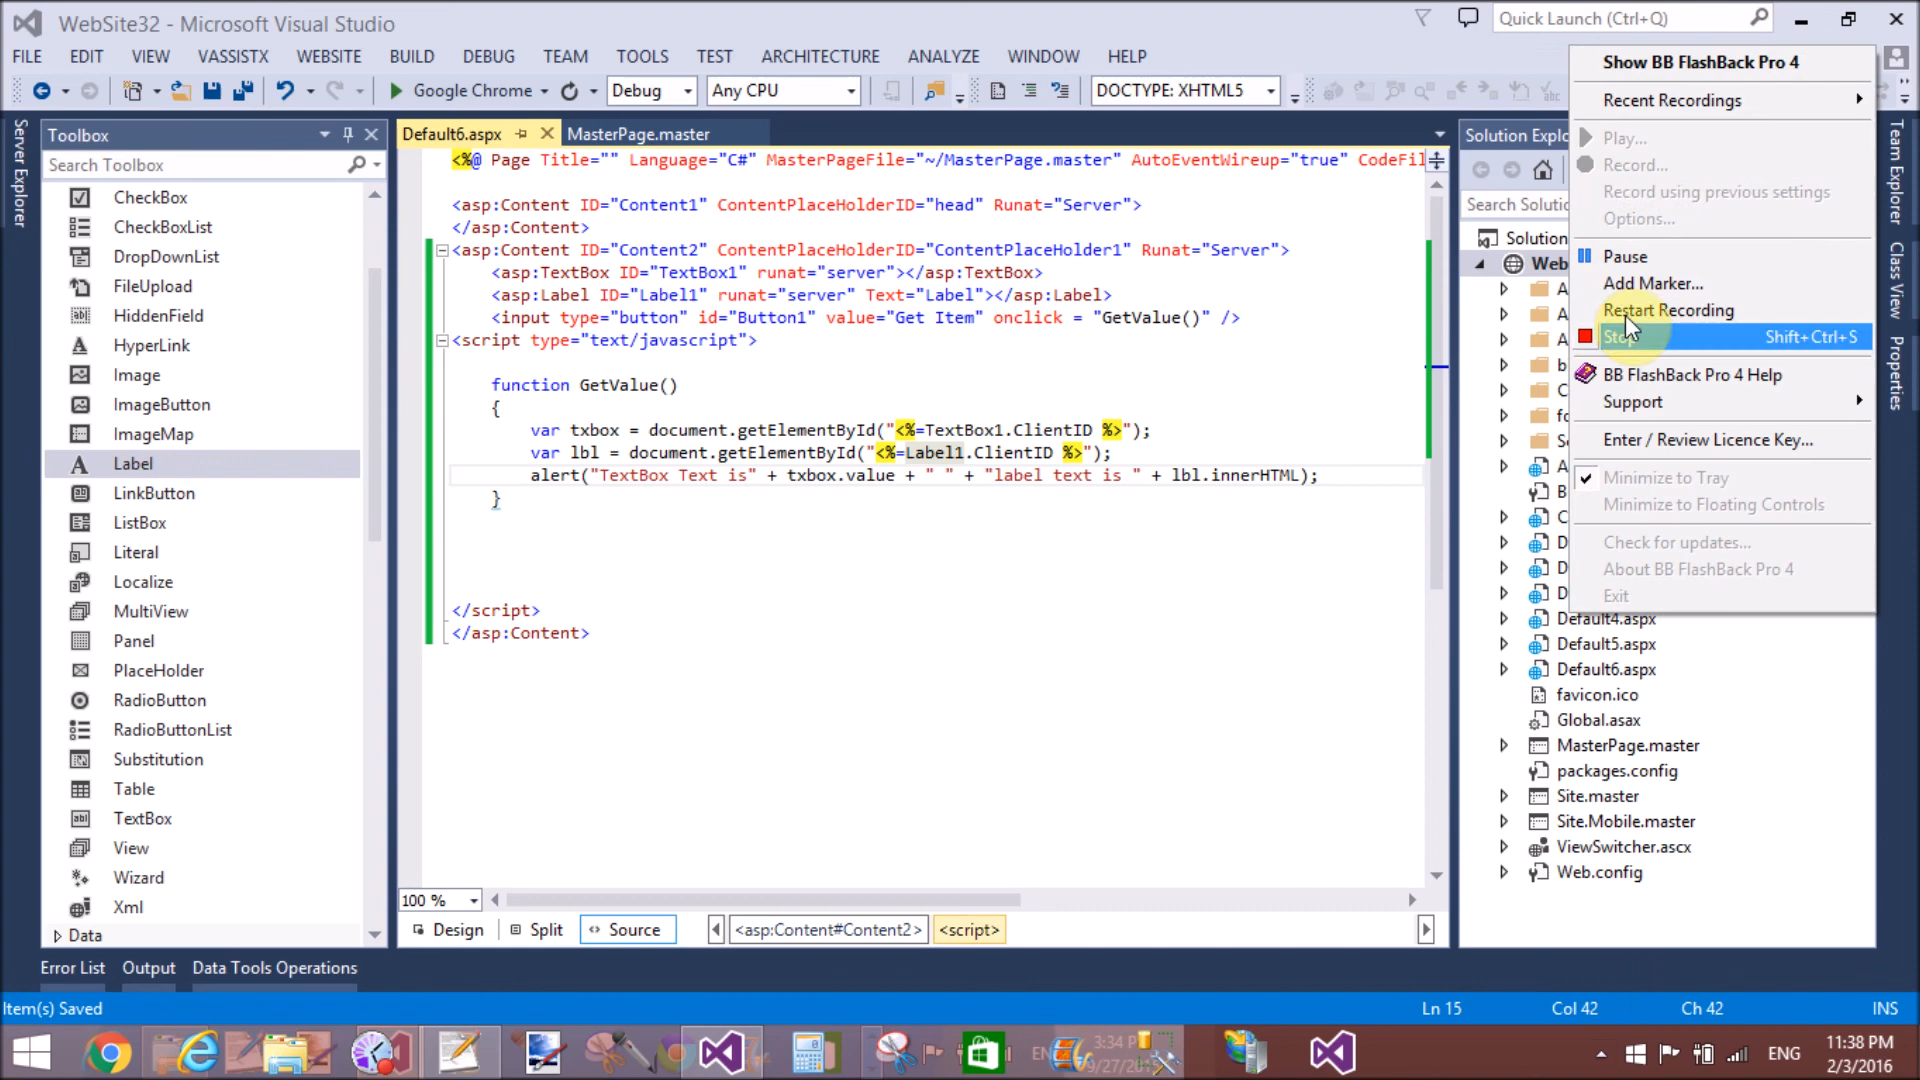 WebSite32 - Microsoft Visual Studio
Quick Launch (Ctrl+Q)
FILE EDIT VIEW VASSISTX WEBSITE BUILD DEBUG TEAM TOOLS TEST ARCHITECTURE ANALYZE WINDOW HELP
Google Chrome Debug Any CPU DOCTYPE: XHTML5
Server Explorer
Toolbox
Search Toolbox
CheckBox
CheckBoxList
DropDownList
FileUpload
HiddenField
HyperLink
Image
ImageButton
ImageMap
Label
LinkButton
ListBox
Literal
Localize
MultiView
Panel
PlaceHolder
RadioButton
RadioButtonList
Substitution
Table
TextBox
View
Wizard
Xml
Data
Default6.aspx MasterPage.master
<%@ Page Title="" Language="C#" MasterPageFile="~/MasterPage.master" AutoEventWireup="true" CodeFil
<asp:Content ID="Content1" ContentPlaceHolderID="head" Runat="Server">
</asp:Content>
<asp:Content ID="Content2" ContentPlaceHolderID="ContentPlaceHolder1" Runat="Server">
<asp:TextBox ID="TextBox1" runat="server"></asp:TextBox>
<asp:Label ID="Label1" runat="server" Text="Label"></asp:Label>
<input type="button" id="Button1" value="Get Item" onclick = "GetValue()" />
<script type="text/javascript">
function GetValue()
{
var txbox = document.getElementById("<%=TextBox1.ClientID %>");
var lbl = document.getElementById("<%=Label1.ClientID %>");
alert("TextBox Text is" + txbox.value + " " + "label text is " + lbl.innerHTML);
}
</script>
</asp:Content>
100 %
Design Split Source <asp:Content#Content2> <script>
Solution Explo
Search Solutio
Solution
Web
Default4.aspx
Default5.aspx
Default6.aspx
favicon.ico
Global.asax
MasterPage.master
packages.config
Site.master
Site.Mobile.master
ViewSwitcher.ascx
Web.config
Show BB FlashBack Pro 4
Recent Recordings
Play...
Record...
Record using previous settings
Options...
Pause
Add Marker...
Restart Recording
Stop Shift+Ctrl+S
BB FlashBack Pro 4 Help
Support
Enter / Review Licence Key...
Minimize to Tray
Minimize to Floating Controls
Check for updates...
About BB FlashBack Pro 4
Exit
Team Explorer
Class View
Properties
Error List Output Data Tools Operations
Item(s) Saved Ln 15 Col 42 Ch 42 INS
3:34 PM
ENG
11:38 PM
2/3/2016